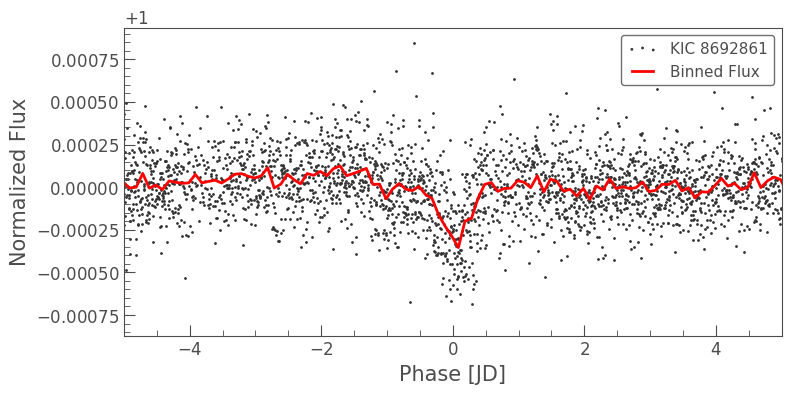 +1
KIC 8692861
Binned Flux
0.00075
0.00050
0.00025
0.00000
−0.00025
−0.00050
−0.00075
Normalized Flux
−4 −2 0 2 4
Phase [JD]